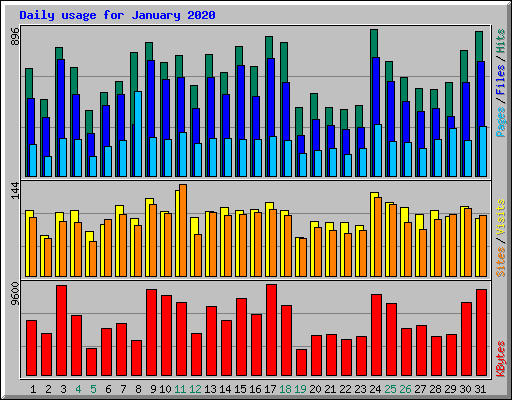 Daily usage for January 2020
896
Pages / Files / Hits
144
Sites / Visits
9600
KBytes
1 2 3 4 5 6 7 8 9 10 11 12 13 14 15 16 17 18 19 20 21 22 23 24 25 26 27 28 29 30 31